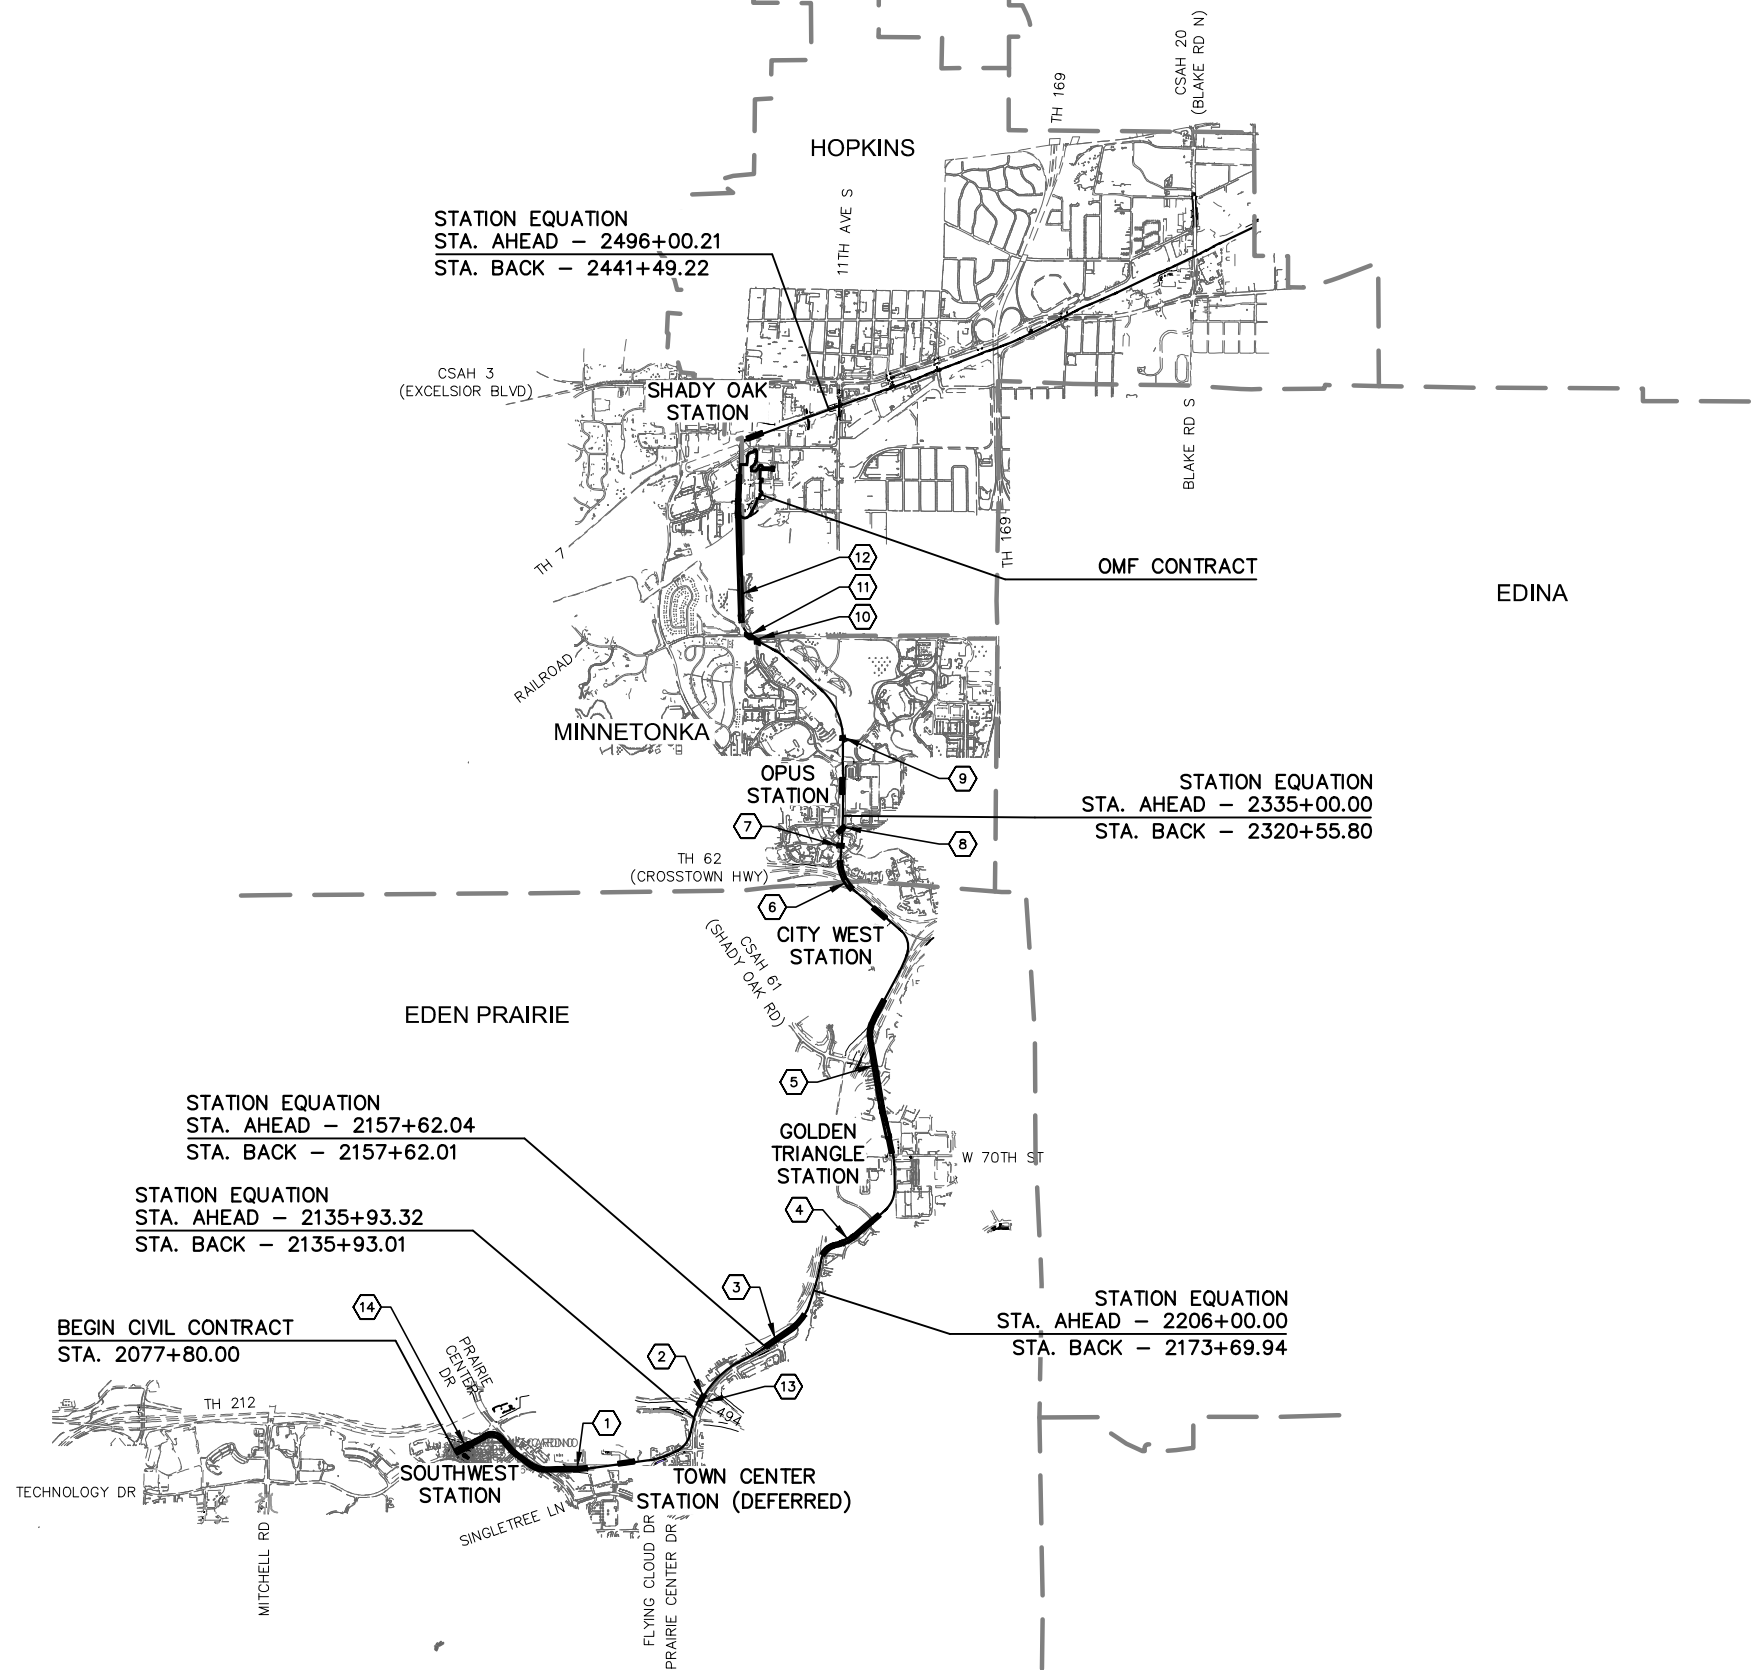 CSAH 20
(BLAKE RD N)
TH 169
HOPKINS
11TH AVE S
STATION EQUATION
STA. AHEAD – 2496+00.21
STA. BACK – 2441+49.22
CSAH 3
(EXCELSIOR BLVD)
SHADY OAK
STATION
BLAKE RD S
TH 169
TH 7
12
OMF CONTRACT
11
EDINA
10
RAILROAD
MINNETONKA
OPUS
STATION
9
STATION EQUATION
STA. AHEAD – 2335+00.00
STA. BACK – 2320+55.80
7
8
TH 62
(CROSSTOWN HWY)
6
CITY WEST
STATION
CSAH 61
(SHADY OAK RD)
EDEN PRAIRIE
5
STATION EQUATION
STA. AHEAD – 2157+62.04
STA. BACK – 2157+62.01
GOLDEN
TRIANGLE
STATION
W 70TH ST
STATION EQUATION
STA. AHEAD – 2135+93.32
STA. BACK – 2135+93.01
4
3
STATION EQUATION
STA. AHEAD – 2206+00.00
STA. BACK – 2173+69.94
14
BEGIN CIVIL CONTRACT
STA. 2077+80.00
PRAIRIE
CENTER
DR
2
13
TH 212
494
1
SOUTHWEST
STATION
TOWN CENTER
STATION (DEFERRED)
TECHNOLOGY DR
SINGLETREE LN
MITCHELL RD
FLYING CLOUD DR
PRAIRIE CENTER DR